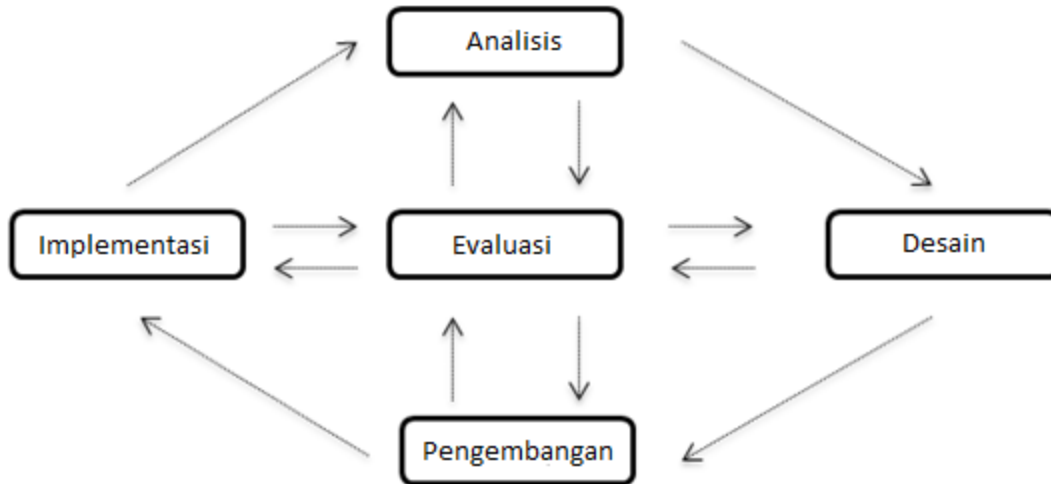 Analisis
Implementasi
Evaluasi
Desain
Pengembangan